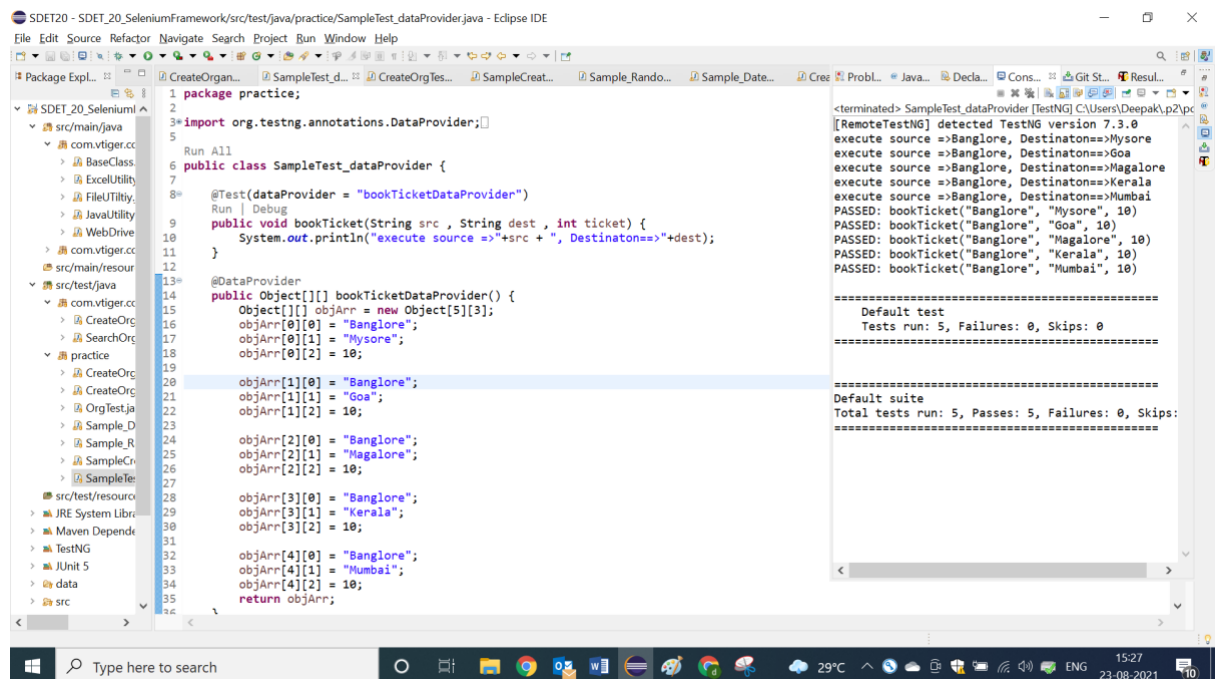 SDET20 - SDET_20_SeleniumFramework/src/test/java/practice/SampleTest_dataProvider.java - Eclipse IDE
File Edit Source Refactor Navigate Search Project Run Window Help
Package Expl...
CreateOrgan... SampleTest_d... CreateOrgTes... SampleCreat... Sample_Rando... Sample_Date... Crea
Probl... Java... Decla... Cons... Git St... Resul...
SDET_20_Selenium
src/main/java
com.vtiger.cc
BaseClass.
ExcelUtility
FileUTiltiy.
JavaUtility
WebDrive
com.vtiger.cc
src/main/resour
src/test/java
com.vtiger.cc
CreateOrg
SearchOrg
practice
CreateOrg
CreateOrg
OrgTest.ja
Sample_D
Sample_R
SampleCr
SampleTe
src/test/resource
JRE System Libra
Maven Depende
TestNG
JUnit 5
data
src
1 package practice;
2
3 import org.testng.annotations.DataProvider;
5
Run All
6 public class SampleTest_dataProvider {
7
8 @Test(dataProvider = "bookTicketDataProvider")
Run | Debug
9 public void bookTicket(String src , String dest , int ticket) {
10 System.out.println("execute source =>"+src + ", Destinaton==>"+dest);
11 }
12
13 @DataProvider
14 public Object[][] bookTicketDataProvider() {
15 Object[][] objArr = new Object[5][3];
16 objArr[0][0] = "Banglore";
17 objArr[0][1] = "Mysore";
18 objArr[0][2] = 10;
19
20 objArr[1][0] = "Banglore";
21 objArr[1][1] = "Goa";
22 objArr[1][2] = 10;
23
24 objArr[2][0] = "Banglore";
25 objArr[2][1] = "Magalore";
26 objArr[2][2] = 10;
27
28 objArr[3][0] = "Banglore";
29 objArr[3][1] = "Kerala";
30 objArr[3][2] = 10;
31
32 objArr[4][0] = "Banglore";
33 objArr[4][1] = "Mumbai";
34 objArr[4][2] = 10;
35 return objArr;
36 }
<terminated> SampleTest_dataProvider [TestNG] C:\Users\Deepak\.p2\po
[RemoteTestNG] detected TestNG version 7.3.0
execute source =>Banglore, Destinaton==>Mysore
execute source =>Banglore, Destinaton==>Goa
execute source =>Banglore, Destinaton==>Magalore
execute source =>Banglore, Destinaton==>Kerala
execute source =>Banglore, Destinaton==>Mumbai
PASSED: bookTicket("Banglore", "Mysore", 10)
PASSED: bookTicket("Banglore", "Goa", 10)
PASSED: bookTicket("Banglore", "Magalore", 10)
PASSED: bookTicket("Banglore", "Kerala", 10)
PASSED: bookTicket("Banglore", "Mumbai", 10)
===============================================
Default test
Tests run: 5, Failures: 0, Skips: 0
===============================================
===============================================
Default suite
Total tests run: 5, Passes: 5, Failures: 0, Skips:
===============================================
Type here to search
29°C
ENG
15:27
23-08-2021
10